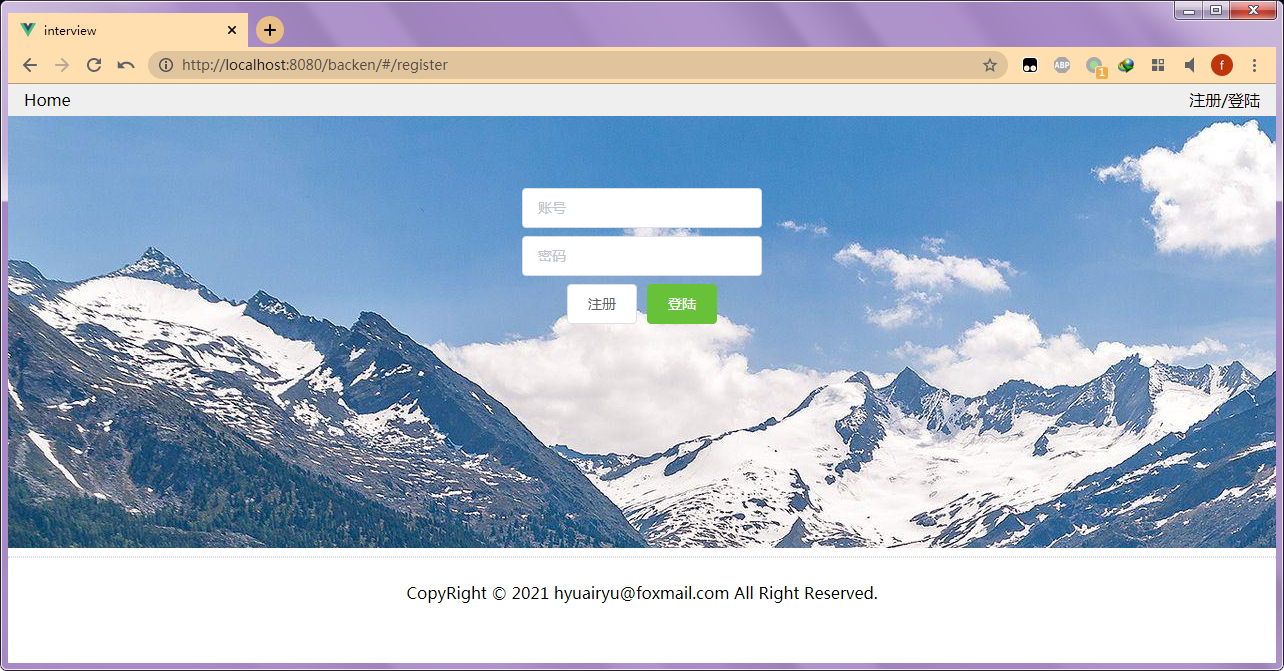 interview
http://localhost:8080/backen/#/register
ABP
1
f
Home
注册/登陆
账号
密码
注册 登陆
CopyRight © 2021 hyuairyu@foxmail.com All Right Reserved.